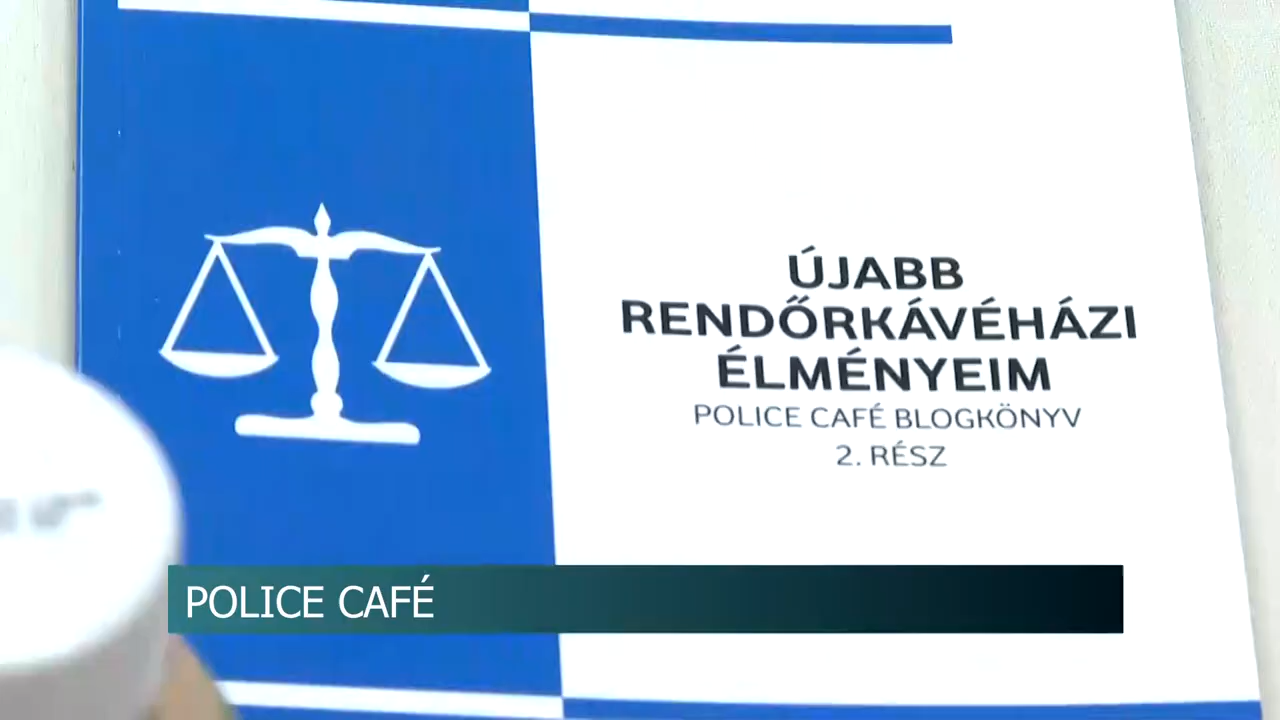 ÚJABB
RENDŐRKÁVÉHÁZI
ÉLMÉNYEIM
POLICE CAFÉ BLOGKÖNYV
2. RÉSZ
POLICE CAFÉ